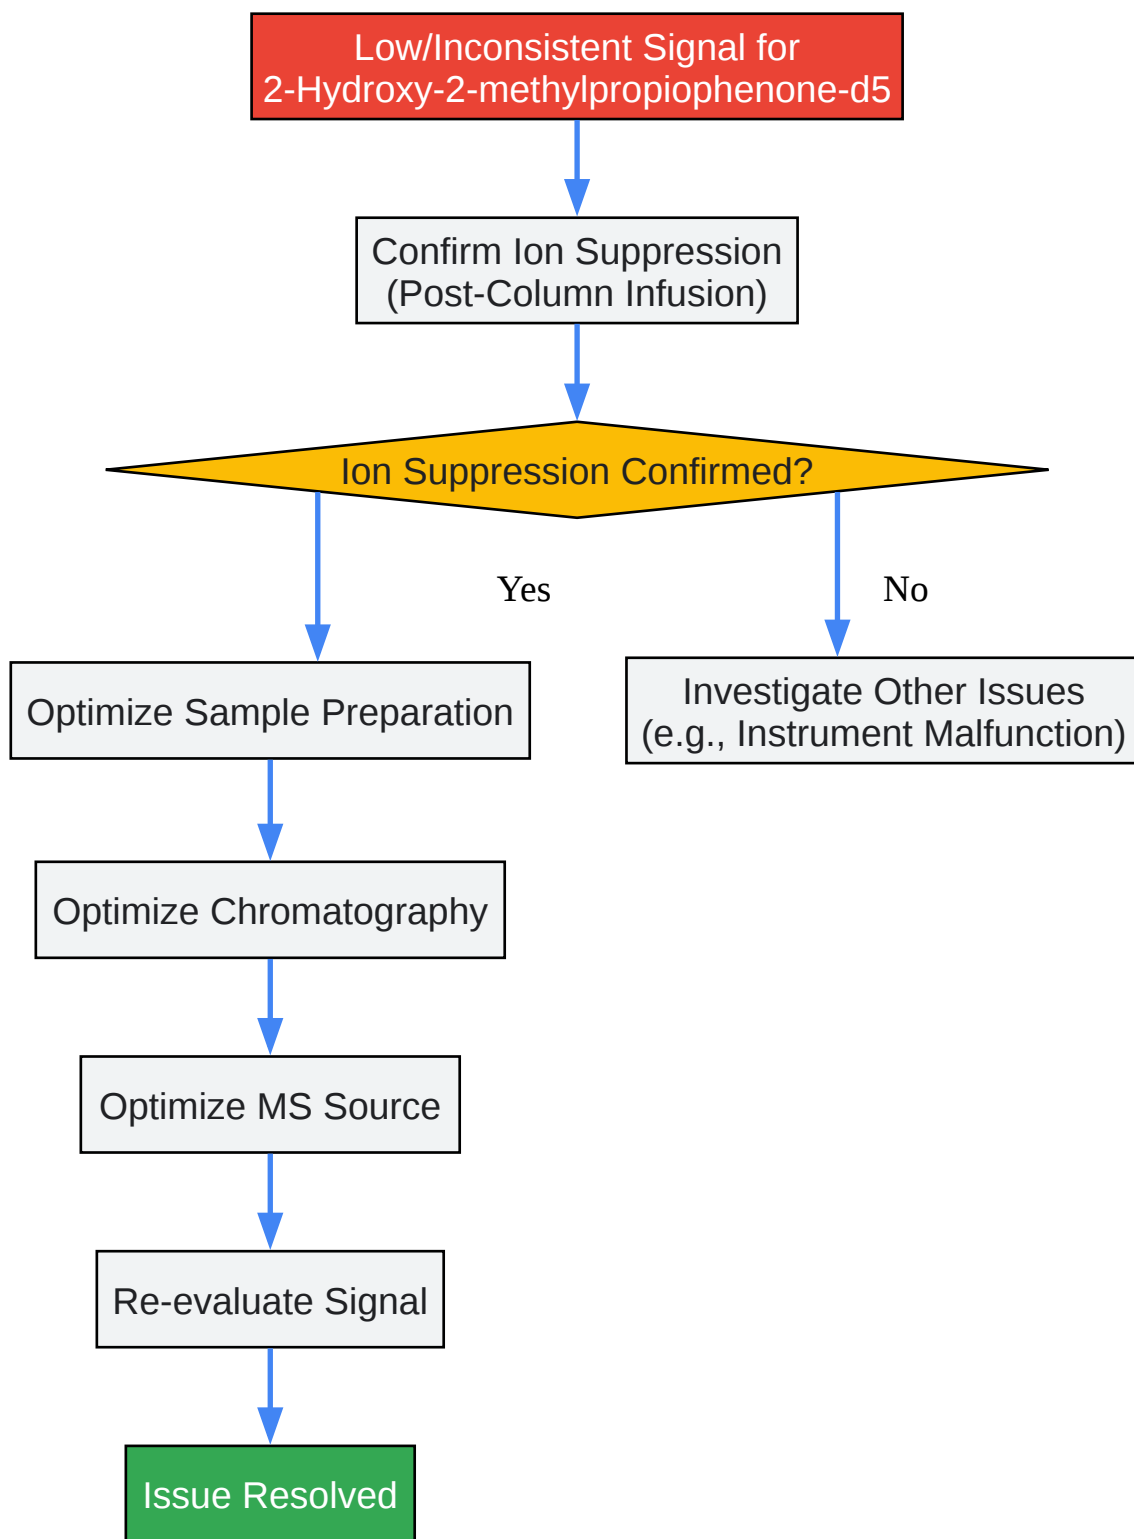 Low/Inconsistent Signal for
2-Hydroxy-2-methylpropiophenone-d5
Confirm Ion Suppression
(Post-Column Infusion)
Ion Suppression Confirmed?
Yes
No
Optimize Sample Preparation
Investigate Other Issues
(e.g., Instrument Malfunction)
Optimize Chromatography
Optimize MS Source
Re-evaluate Signal
Issue Resolved